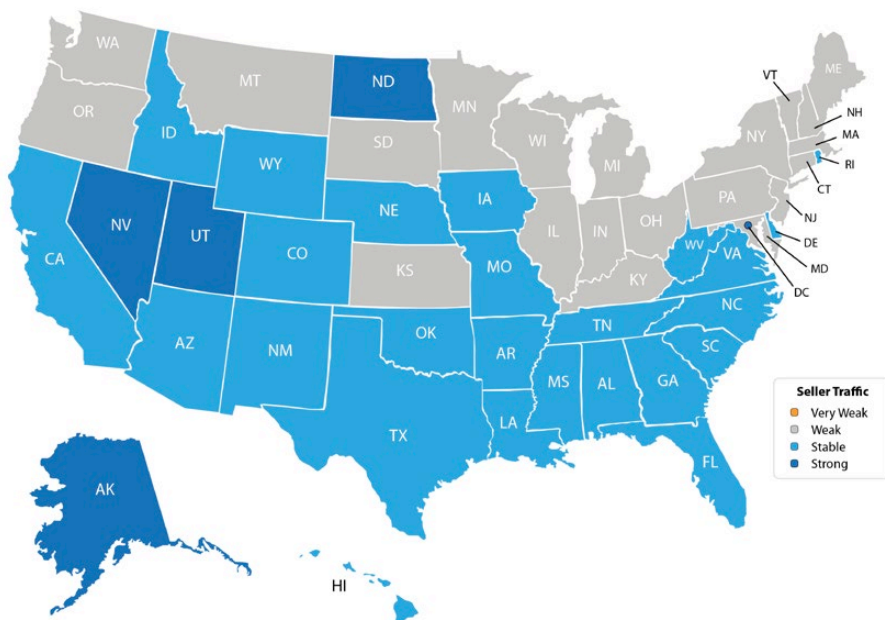 WA
MT
ND
MN
VT
ME
OR
ID
SD
WI
MI
NY
NH
MA
WY
RI
CT
IA
PA
NE
NV
UT
IL
IN
OH
NJ
CA
CO
WV
DE
VA
MD
KS
MO
KY
DC
NC
TN
AZ
OK
NM
AR
SC
MS
AL
GA
TX
LA
FL
Seller Traffic
Very Weak
Weak
Stable
Strong
AK
HI